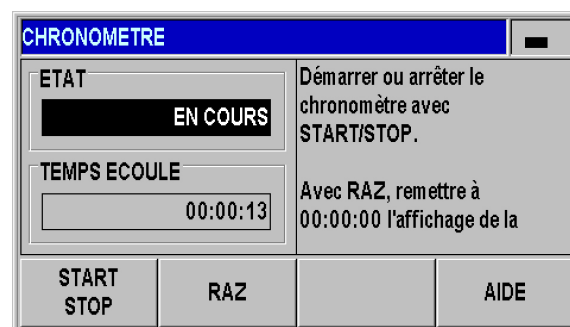 CHRONOMETRE
ETAT
EN COURS
TEMPS ECOULE
00:00:13
Démarrer ou arrêter le
chronomètre avec
START/STOP.
Avec RAZ, remettre à
00:00:00 l'affichage de la
START
STOP
RAZ
AIDE